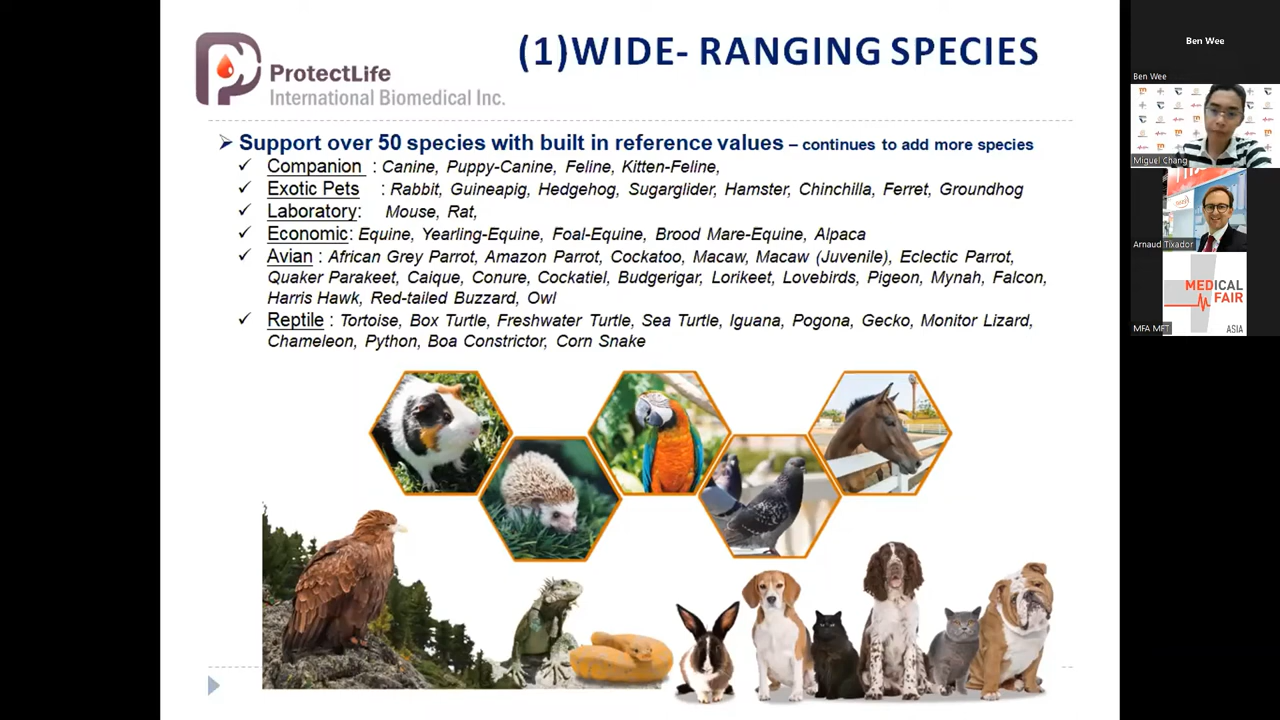 (1)WIDE- RANGING SPECIES
ProtectLife
International Biomedical Inc.
➢ Support over 50 species with built in reference values – continues to add more species
✓ Companion : Canine, Puppy-Canine, Feline, Kitten-Feline,
✓ Exotic Pets : Rabbit, Guineapig, Hedgehog, Sugarglider, Hamster, Chinchilla, Ferret, Groundhog
✓ Laboratory: Mouse, Rat,
✓ Economic: Equine, Yearling-Equine, Foal-Equine, Brood Mare-Equine, Alpaca
✓ Avian : African Grey Parrot, Amazon Parrot, Cockatoo, Macaw, Macaw (Juvenile), Eclectic Parrot,
Quaker Parakeet, Caique, Conure, Cockatiel, Budgerigar, Lorikeet, Lovebirds, Pigeon, Mynah, Falcon,
Harris Hawk, Red-tailed Buzzard, Owl
✓ Reptile : Tortoise, Box Turtle, Freshwater Turtle, Sea Turtle, Iguana, Pogona, Gecko, Monitor Lizard,
Chameleon, Python, Boa Constrictor, Corn Snake
Ben Wee
Ben Wee
Miguel Chang
Arnaud Tixador
MEDICAL
FAIR
ASIA
MFA MFT